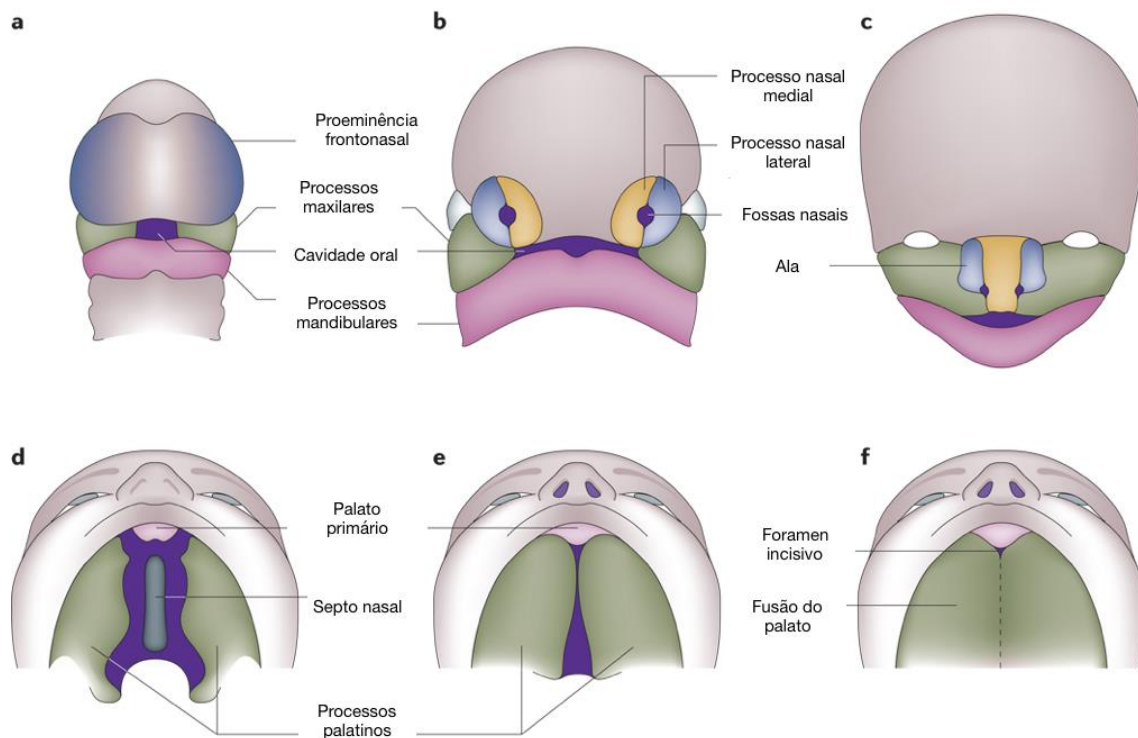 a
b
c
Proeminência
frontonasal
Processos
maxilares
Cavidade oral
Processos
mandibulares
Processo nasal
medial
Processo nasal
lateral
Fossas nasais
Ala
d
e
f
Palato
primário
Septo nasal
Processos
palatinos
Foramen
incisivo
Fusão do
palato